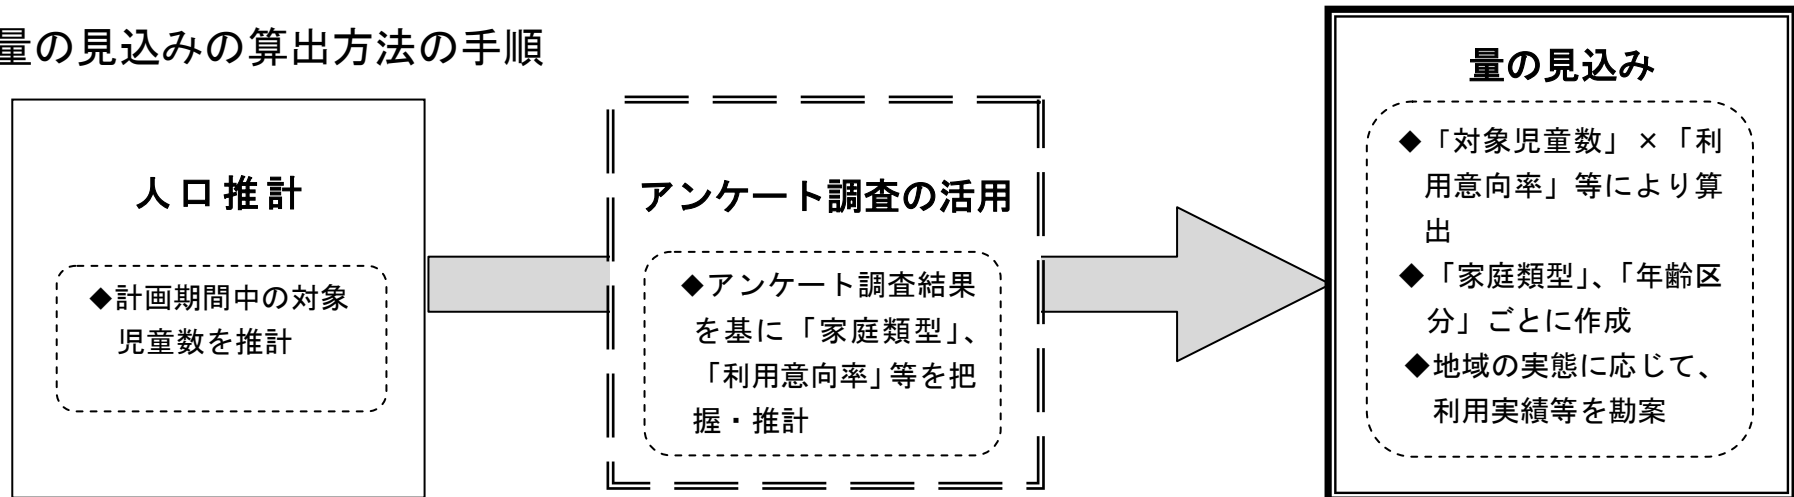 量の見込みの算出方法の手順
人口推計
◆計画期間中の対象
児童数を推計
アンケート調査の活用
◆アンケート調査結果
を基に「家庭類型」、
「利用意向率」等を把
握・推計
量の見込み
◆「対象児童数」×「利
用意向率」等により算
出
◆「家庭類型」、「年齢区
分」ごとに作成
◆地域の実態に応じて、
利用実績等を勘案